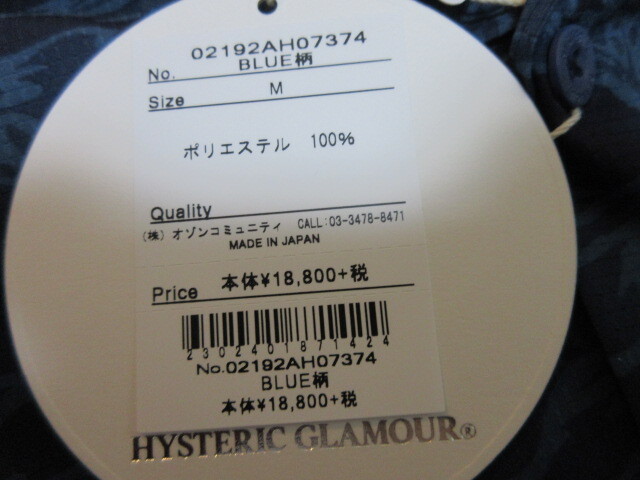 02192AH07374
No. BLUE柄
Size M
ポリエステル 100%
Quality
(株) オゾンコミュニティ CALL:03-3478-8471
MADE IN JAPAN
Price 本体¥18,800+税
2302401871424
No.02192AH07374
BLUE柄
本体¥18,800+税
HYSTERIC GLAMOUR®